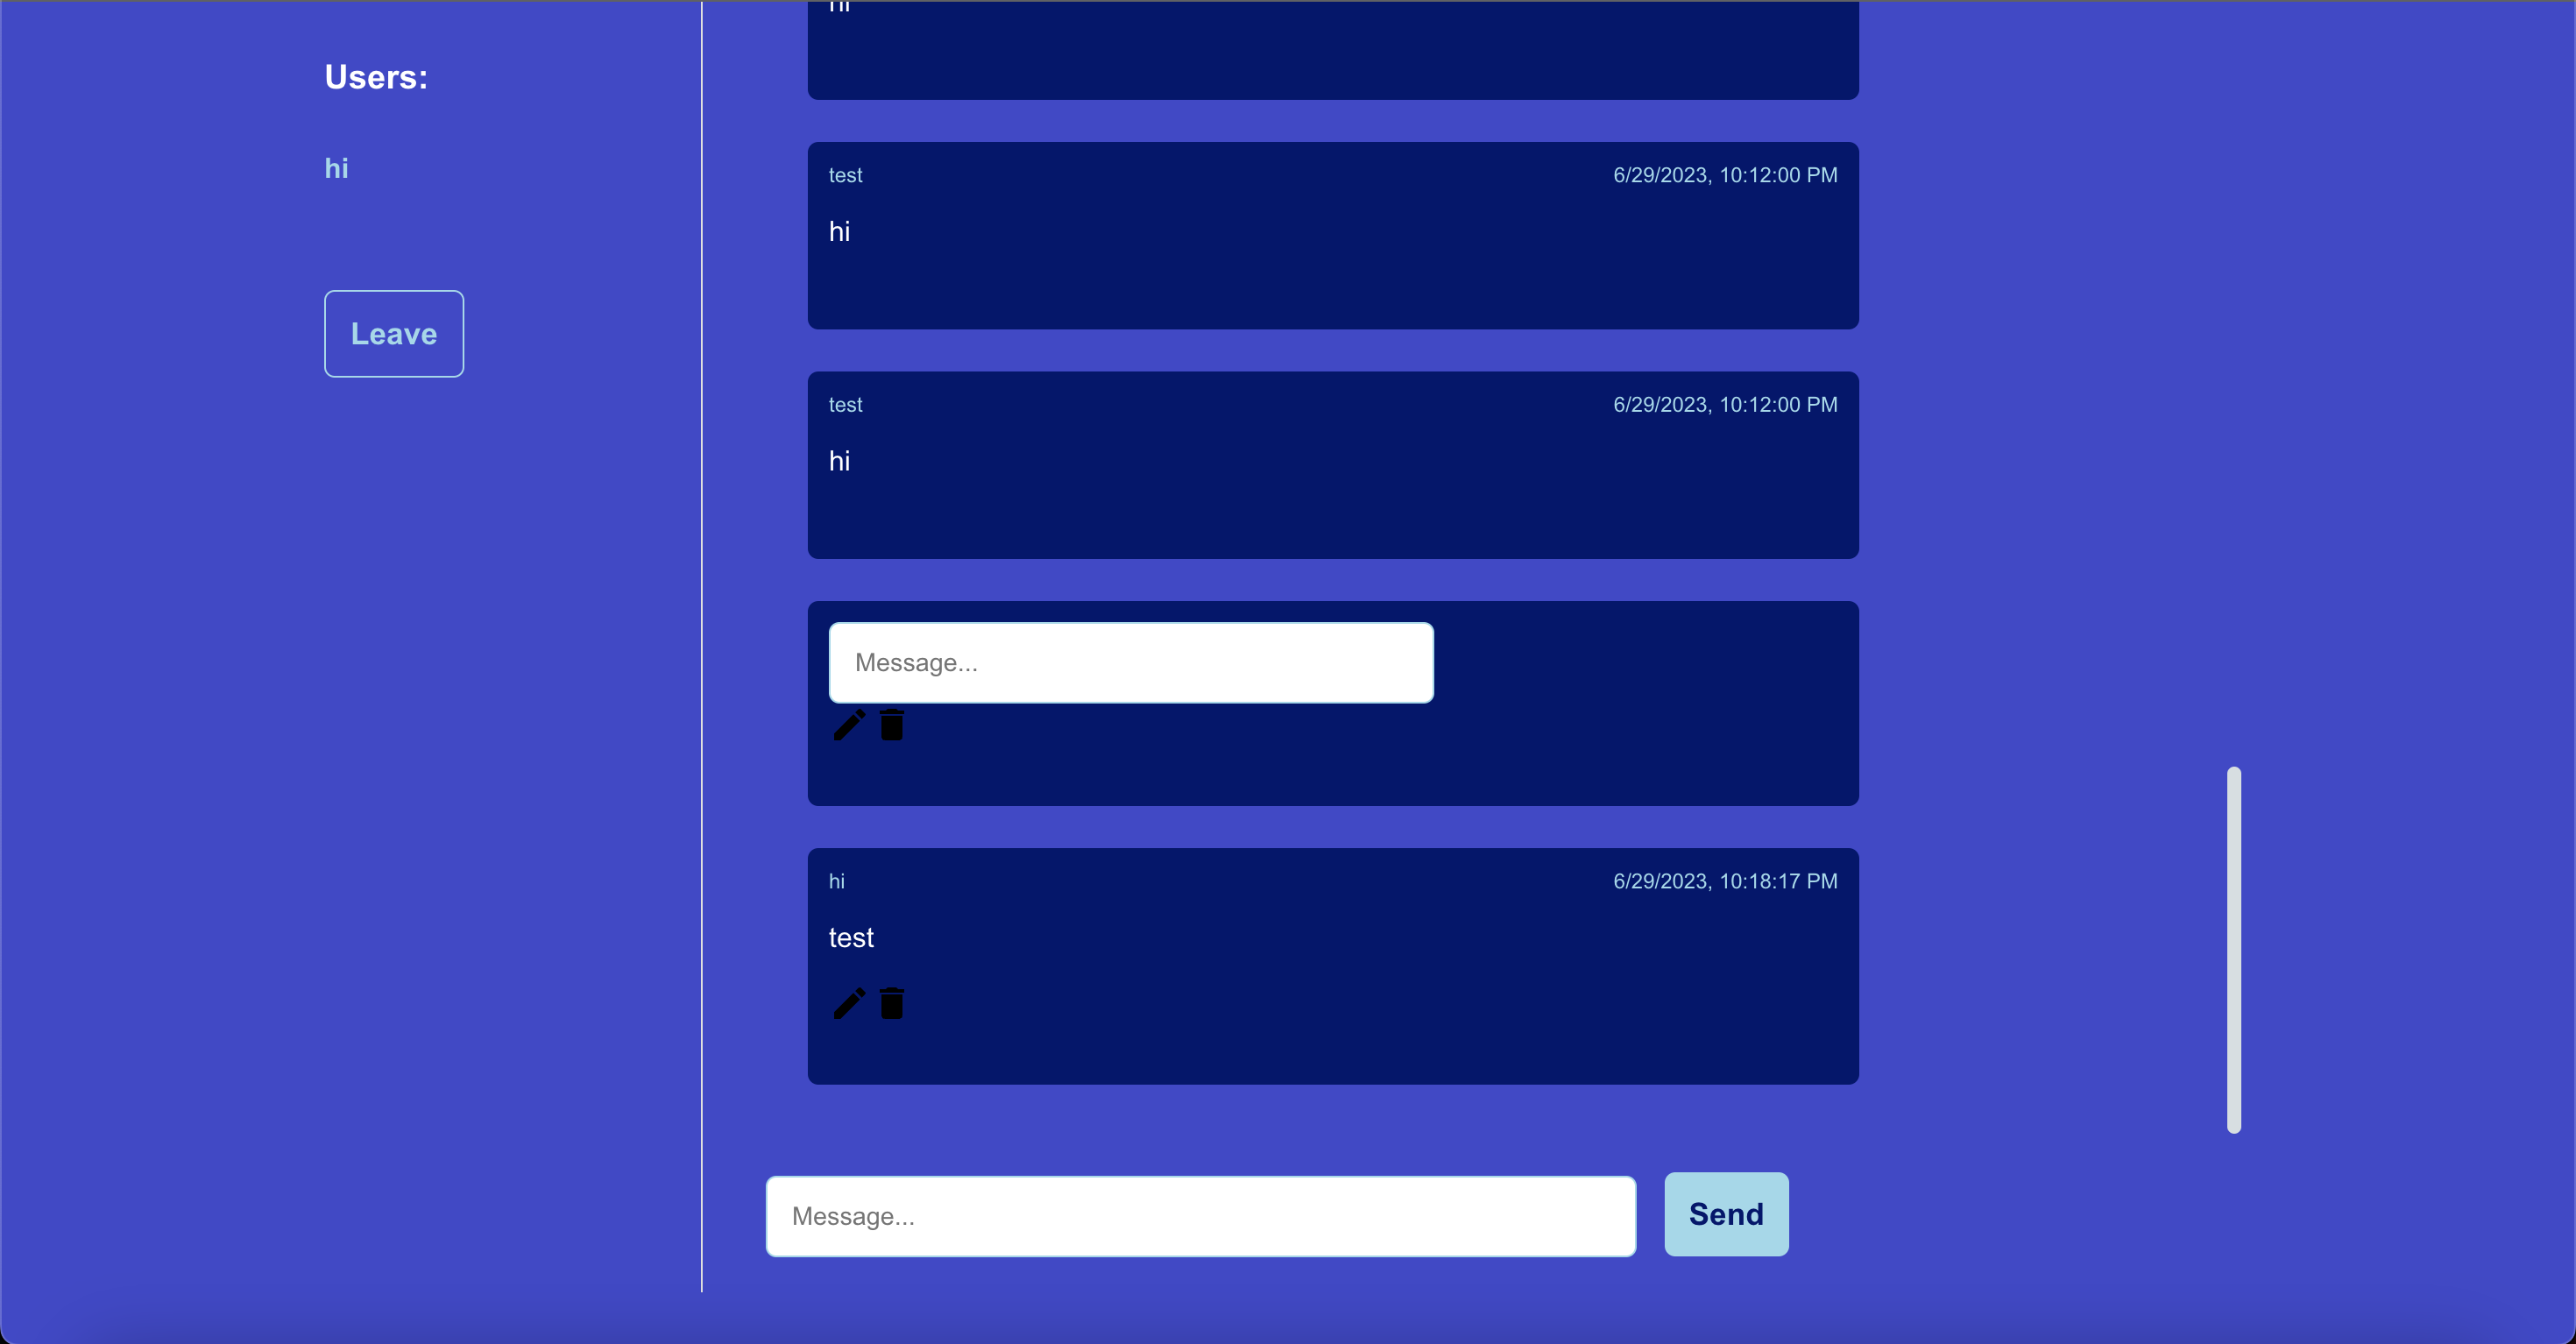 Users:
hi
Leave
hi
test 6/29/2023, 10:12:00 PM
hi
test 6/29/2023, 10:12:00 PM
hi
Message...
hi 6/29/2023, 10:18:17 PM
test
Message...
Send